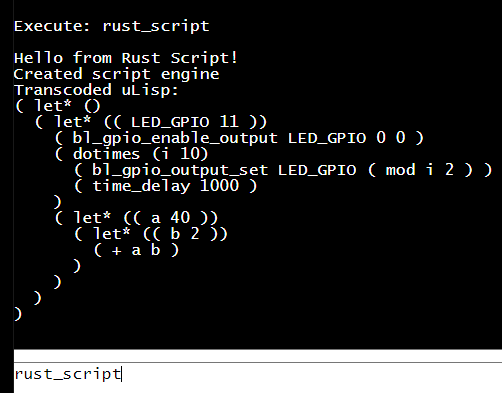 Execute: rust_script
Hello from Rust Script!
Created script engine
Transcoded uLisp:
( let* ()
  ( let* (( LED_GPIO 11 ))
    ( bl_gpio_enable_output LED_GPIO 0 0 )
    ( dotimes (i 10)
      ( bl_gpio_output_set LED_GPIO ( mod i 2 ) )
      ( time_delay 1000 )
    )
    ( let* (( a 40 ))
      ( let* (( b 2 ))
        ( + a b )
      )
    )
  )
)
rust_script